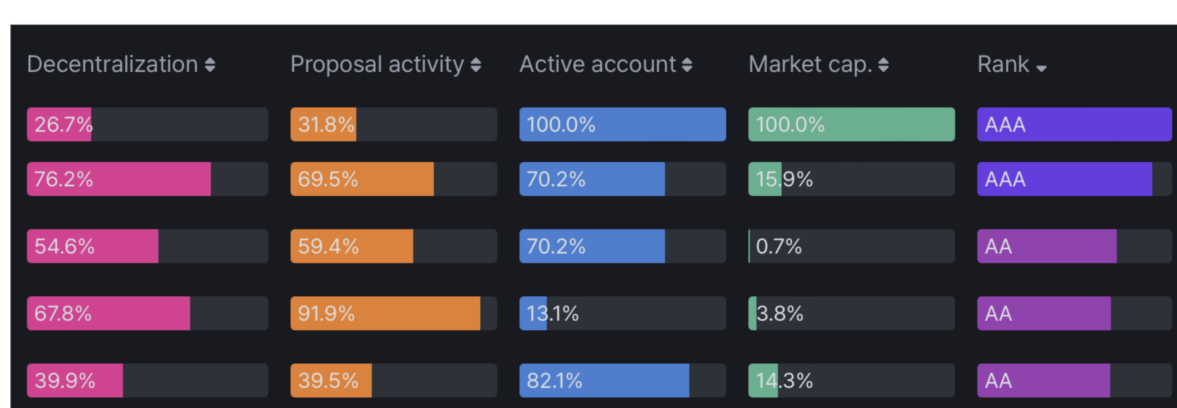 Decentralization Proposal activity Active account Market cap. Rank
26.7% 31.8% 100.0% 100.0% AAA
76.2% 69.5% 70.2% 15.9% AAA
54.6% 59.4% 70.2% 0.7% AA
67.8% 91.9% 13.1% 3.8% AA
39.9% 39.5% 82.1% 14.3% AA